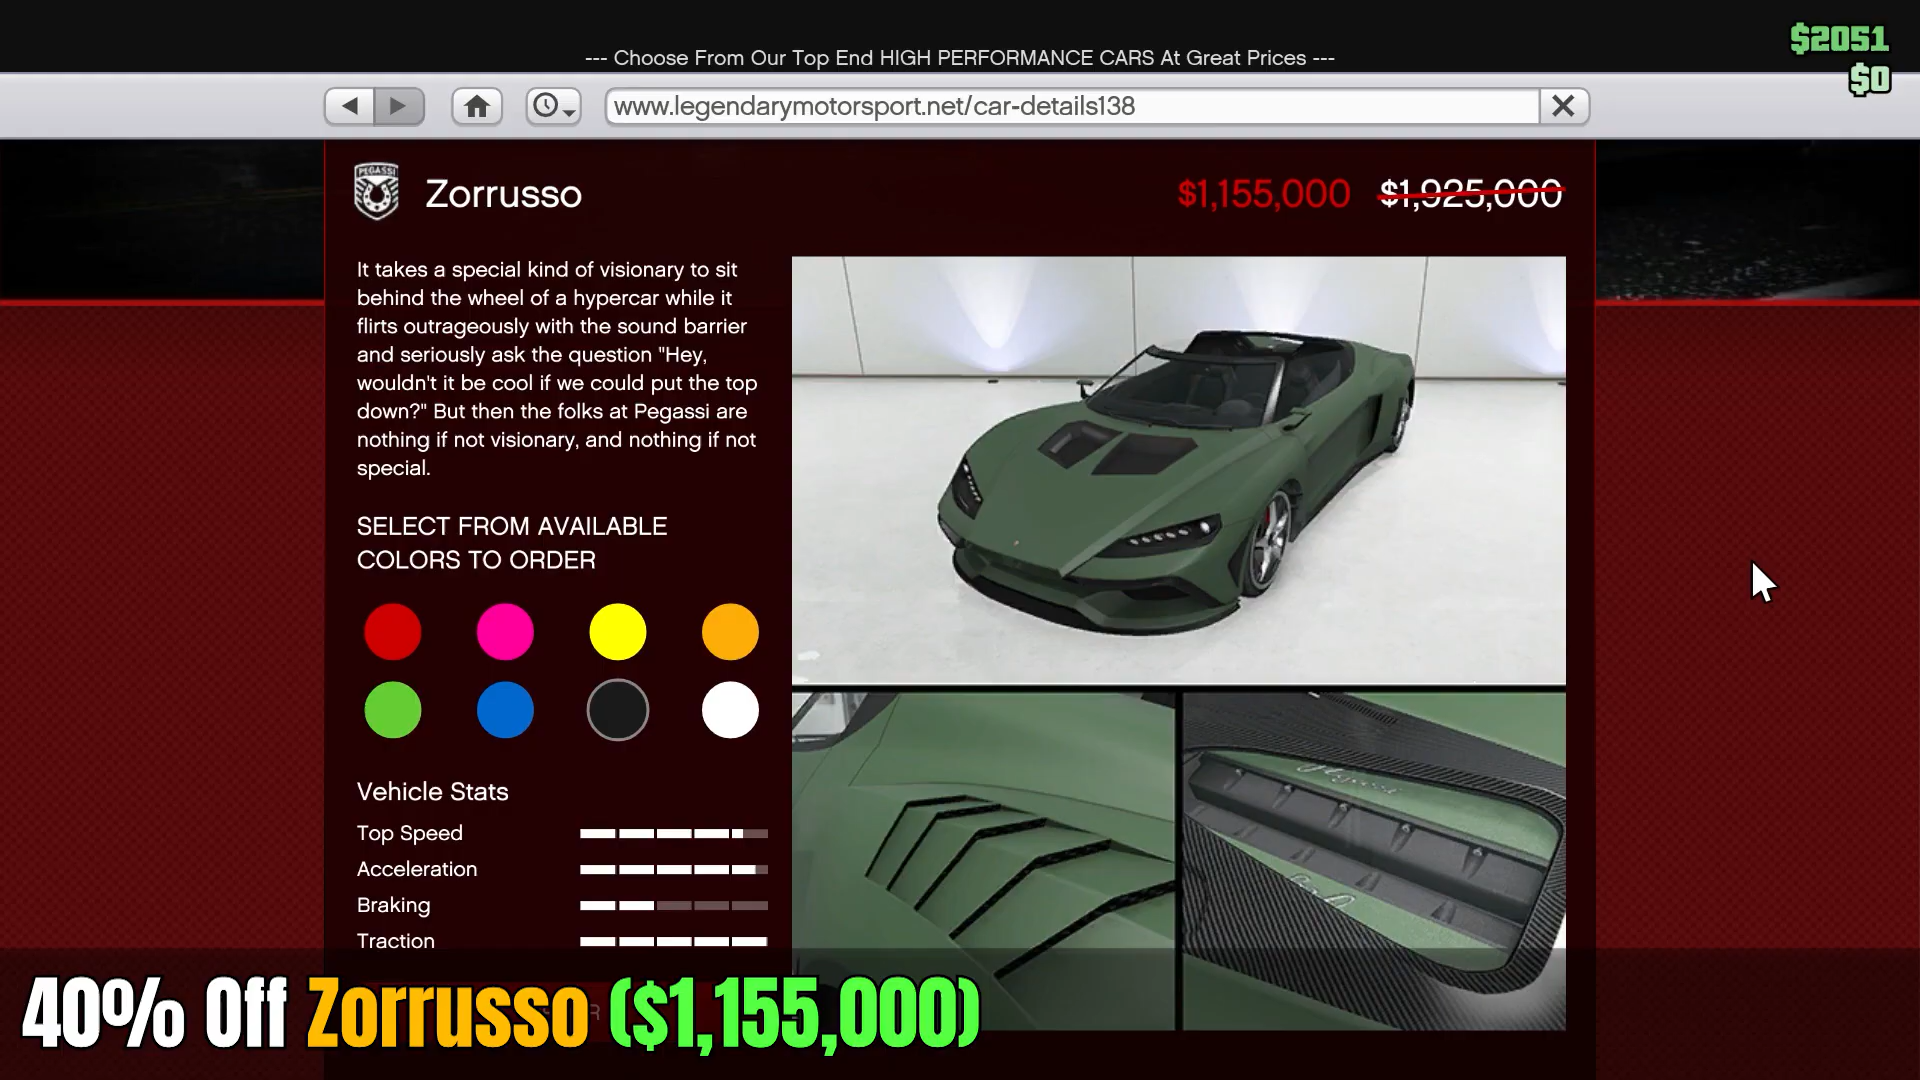 --- Choose From Our Top End HIGH PERFORMANCE CARS At Great Prices ---
$2051
$0
www.legendarymotorsport.net/car-details138
PEGASSI
Zorrusso
$1,155,000 $1,925,000
It takes a special kind of visionary to sit
behind the wheel of a hypercar while it
flirts outrageously with the sound barrier
and seriously ask the question "Hey,
wouldn't it be cool if we could put the top
down?" But then the folks at Pegassi are
nothing if not visionary, and nothing if not
special.
SELECT FROM AVAILABLE
COLORS TO ORDER
Vehicle Stats
Top Speed
Acceleration
Braking
Traction
40% Off Zorrusso ($1,155,000)